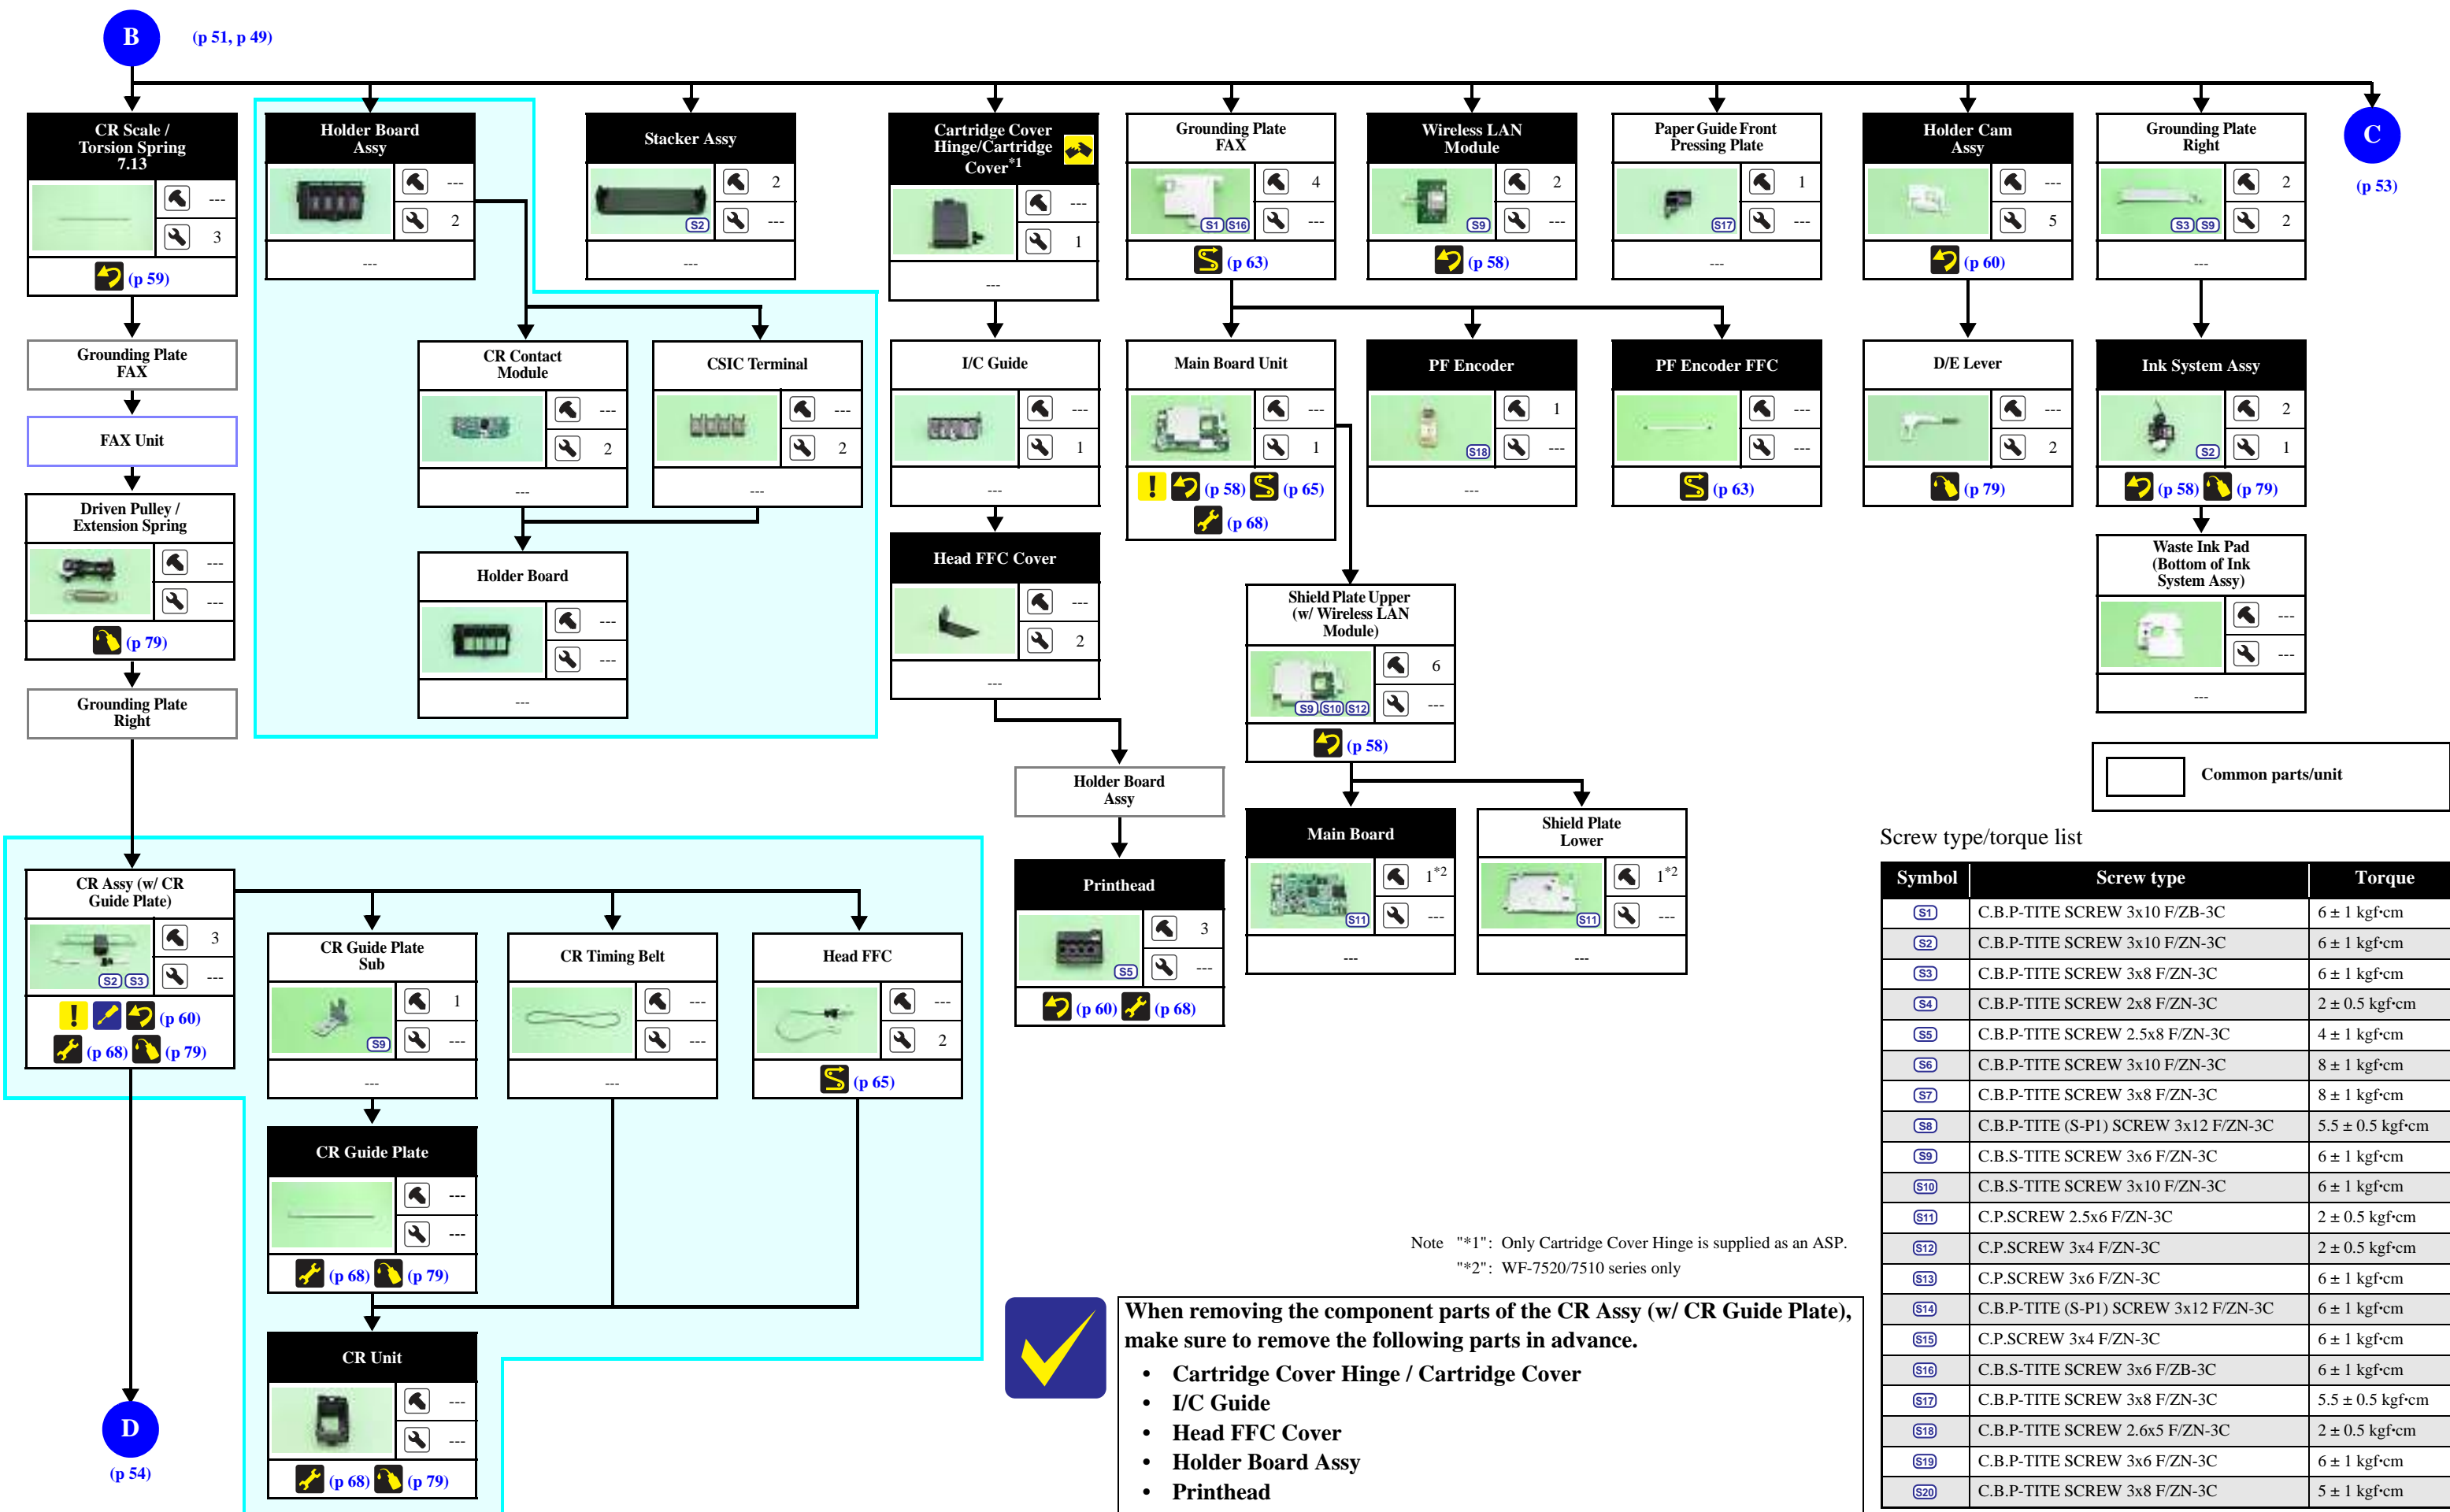 B
(p 51, p 49)
CR Scale /
Torsion Spring
7.13
---
3
(p 59)
Grounding Plate
FAX
FAX Unit
Driven Pulley /
Extension Spring
---
---
(p 79)
Grounding Plate
Right
Holder Board
Assy
---
2
---
CR Contact
Module
---
2
---
CSIC Terminal
---
2
---
Holder Board
---
---
---
Stacker Assy
S2
2
---
---
Cartridge Cover
Hinge/Cartridge
Cover*1
---
1
---
I/C Guide
---
1
---
Head FFC Cover
---
2
---
Holder Board
Assy
Printhead
S5
3
---
(p 60) (p 68)
Grounding Plate
FAX
S1 S16
4
---
(p 63)
Main Board Unit
---
1
! (p 58) (p 65)
(p 68)
Shield Plate Upper
(w/ Wireless LAN
Module)
S9 S10 S12
6
---
(p 58)
Main Board
S11
1*2
---
---
Shield Plate
Lower
S11
1*2
---
---
PF Encoder
S18
1
---
---
PF Encoder FFC
---
---
(p 63)
Wireless LAN
Module
S9
2
---
(p 58)
Paper Guide Front
Pressing Plate
S17
1
---
---
Holder Cam
Assy
---
5
(p 60)
D/E Lever
---
2
(p 79)
Grounding Plate
Right
S3 S9
2
2
---
Ink System Assy
S2
2
1
(p 58) (p 79)
Waste Ink Pad
(Bottom of Ink
System Assy)
---
---
---
C
(p 53)
CR Assy (w/ CR
Guide Plate)
S2 S3
3
---
! (p 60)
(p 68) (p 79)
D
(p 54)
CR Guide Plate
Sub
S9
1
---
---
CR Timing Belt
---
---
---
Head FFC
---
2
(p 65)
CR Guide Plate
---
---
(p 68) (p 79)
CR Unit
---
---
(p 68) (p 79)
Common parts/unit
Screw type/torque list
Symbol Screw type Torque
S1 C.B.P-TITE SCREW 3x10 F/ZB-3C 6 ± 1 kgf·cm
S2 C.B.P-TITE SCREW 3x10 F/ZN-3C 6 ± 1 kgf·cm
S3 C.B.P-TITE SCREW 3x8 F/ZN-3C 6 ± 1 kgf·cm
S4 C.B.P-TITE SCREW 2x8 F/ZN-3C 2 ± 0.5 kgf·cm
S5 C.B.P-TITE SCREW 2.5x8 F/ZN-3C 4 ± 1 kgf·cm
S6 C.B.P-TITE SCREW 3x10 F/ZN-3C 8 ± 1 kgf·cm
S7 C.B.P-TITE SCREW 3x8 F/ZN-3C 8 ± 1 kgf·cm
S8 C.B.P-TITE (S-P1) SCREW 3x12 F/ZN-3C 5.5 ± 0.5 kgf·cm
S9 C.B.S-TITE SCREW 3x6 F/ZN-3C 6 ± 1 kgf·cm
S10 C.B.S-TITE SCREW 3x10 F/ZN-3C 6 ± 1 kgf·cm
S11 C.P.SCREW 2.5x6 F/ZN-3C 2 ± 0.5 kgf·cm
S12 C.P.SCREW 3x4 F/ZN-3C 2 ± 0.5 kgf·cm
S13 C.P.SCREW 3x6 F/ZN-3C 6 ± 1 kgf·cm
S14 C.B.P-TITE (S-P1) SCREW 3x12 F/ZN-3C 6 ± 1 kgf·cm
S15 C.P.SCREW 3x4 F/ZN-3C 6 ± 1 kgf·cm
S16 C.B.S-TITE SCREW 3x6 F/ZB-3C 6 ± 1 kgf·cm
S17 C.B.P-TITE SCREW 3x8 F/ZN-3C 5.5 ± 0.5 kgf·cm
S18 C.B.P-TITE SCREW 2.6x5 F/ZN-3C 2 ± 0.5 kgf·cm
S19 C.B.P-TITE SCREW 3x6 F/ZN-3C 6 ± 1 kgf·cm
S20 C.B.P-TITE SCREW 3x8 F/ZN-3C 5 ± 1 kgf·cm
Note "*1": Only Cartridge Cover Hinge is supplied as an ASP.
"*2": WF-7520/7510 series only
When removing the component parts of the CR Assy (w/ CR Guide Plate),
make sure to remove the following parts in advance.
• Cartridge Cover Hinge / Cartridge Cover
• I/C Guide
• Head FFC Cover
• Holder Board Assy
• Printhead